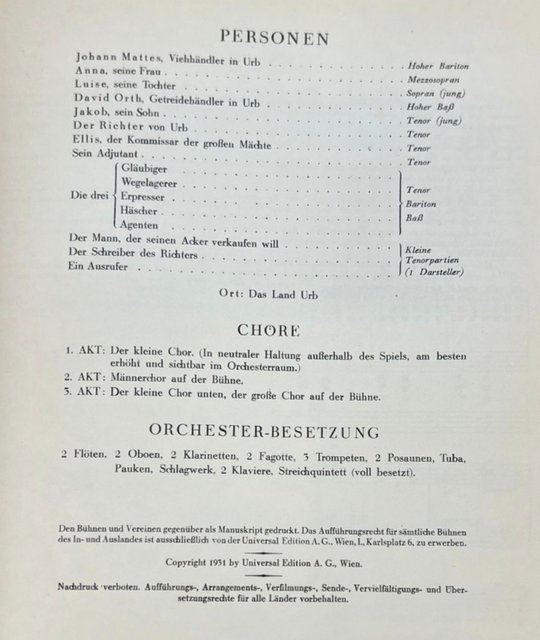 PERSONEN
Johann Mattes, Viehhändler in Urb . . . . . . . . . . . Hoher Bariton
Anna, seine Frau . . . . . . . . . . . . . . . . . . Mezzosopran
Luise, seine Tochter . . . . . . . . . . . . . . . . . Sopran (jung)
David Orth, Getreidehändler in Urb . . . . . . . . . . . Hoher Baß
Jakob, sein Sohn . . . . . . . . . . . . . . . . . . Tenor (jung)
Der Richter von Urb . . . . . . . . . . . . . . . . . Tenor
Ellis, der Kommissar der großen Mächte . . . . . . . . . . Tenor
Sein Adjutant . . . . . . . . . . . . . . . . . . . Tenor
Die drei { Gläubiger . . . . . . . . . . . . . . . .
Wegelagerer . . . . . . . . . . . . . . . Tenor
Erpresser . . . . . . . . . . . . . . . . Bariton
Häscher . . . . . . . . . . . . . . . . . Baß
Agenten . . . . . . . . . . . . . . . . .
Der Mann, der seinen Acker verkaufen will . . . . . . . . . Kleine
Der Schreiber des Richters . . . . . . . . . . . . . . Tenorpartien
Ein Ausrufer . . . . . . . . . . . . . . . . . . . (1 Darsteller)
Ort: Das Land Urb
CHÖRE
1. AKT: Der kleine Chor. (In neutraler Haltung außerhalb des Spiels, am besten
erhöht und sichtbar im Orchesterraum.)
2. AKT: Männerchor auf der Bühne.
3. AKT: Der kleine Chor unten, der große Chor auf der Bühne.
ORCHESTER-BESETZUNG
2 Flöten, 2 Oboen, 2 Klarinetten, 2 Fagotte, 3 Trompeten, 2 Posaunen, Tuba,
Pauken, Schlagwerk, 2 Klaviere, Streichquintett (voll besetzt).
Den Bühnen und Vereinen gegenüber als Manuskript gedruckt. Das Aufführungsrecht für sämtliche Bühnen
des In- und Auslandes ist ausschließlich von der Universal Edition A. G., Wien, I., Karlsplatz 6, zu erwerben.
Copyright 1931 by Universal Edition A. G., Wien.
Nachdruck verboten. Aufführungs-, Arrangements-, Verfilmungs-, Sende-, Vervielfältigungs- und Über-
setzungsrechte für alle Länder vorbehalten.